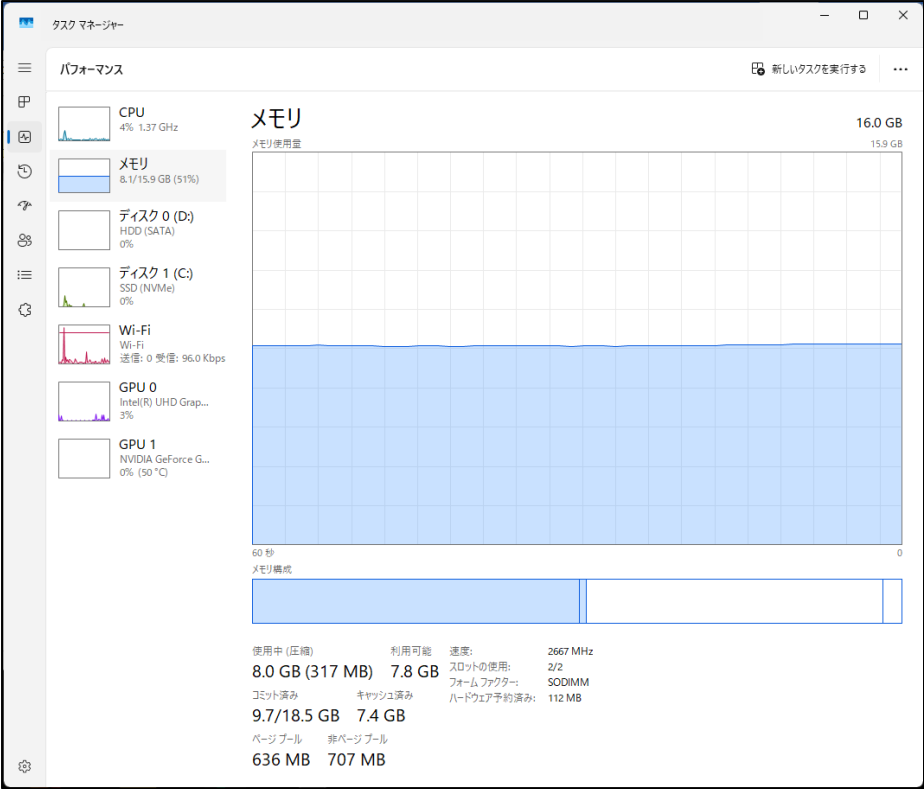 タスク マネージャー
パフォーマンス
新しいタスクを実行する
CPU
4% 1.37 GHz
メモリ
8.1/15.9 GB (51%)
ディスク 0 (D:)
HDD (SATA)
0%
ディスク 1 (C:)
SSD (NVMe)
0%
Wi-Fi
Wi-Fi
送信: 0 受信: 96.0 Kbps
GPU 0
Intel(R) UHD Grap...
3%
GPU 1
NVIDIA GeForce G...
0% (50 °C)
メモリ
16.0 GB
メモリ使用量
15.9 GB
60 秒
0
メモリ構成
使用中 (圧縮)
8.0 GB (317 MB)
利用可能
7.8 GB
コミット済み
9.7/18.5 GB
キャッシュ済み
7.4 GB
ページ プール
636 MB
非ページ プール
707 MB
速度: 2667 MHz
スロットの使用: 2/2
フォーム ファクター: SODIMM
ハードウェア予約済み: 112 MB